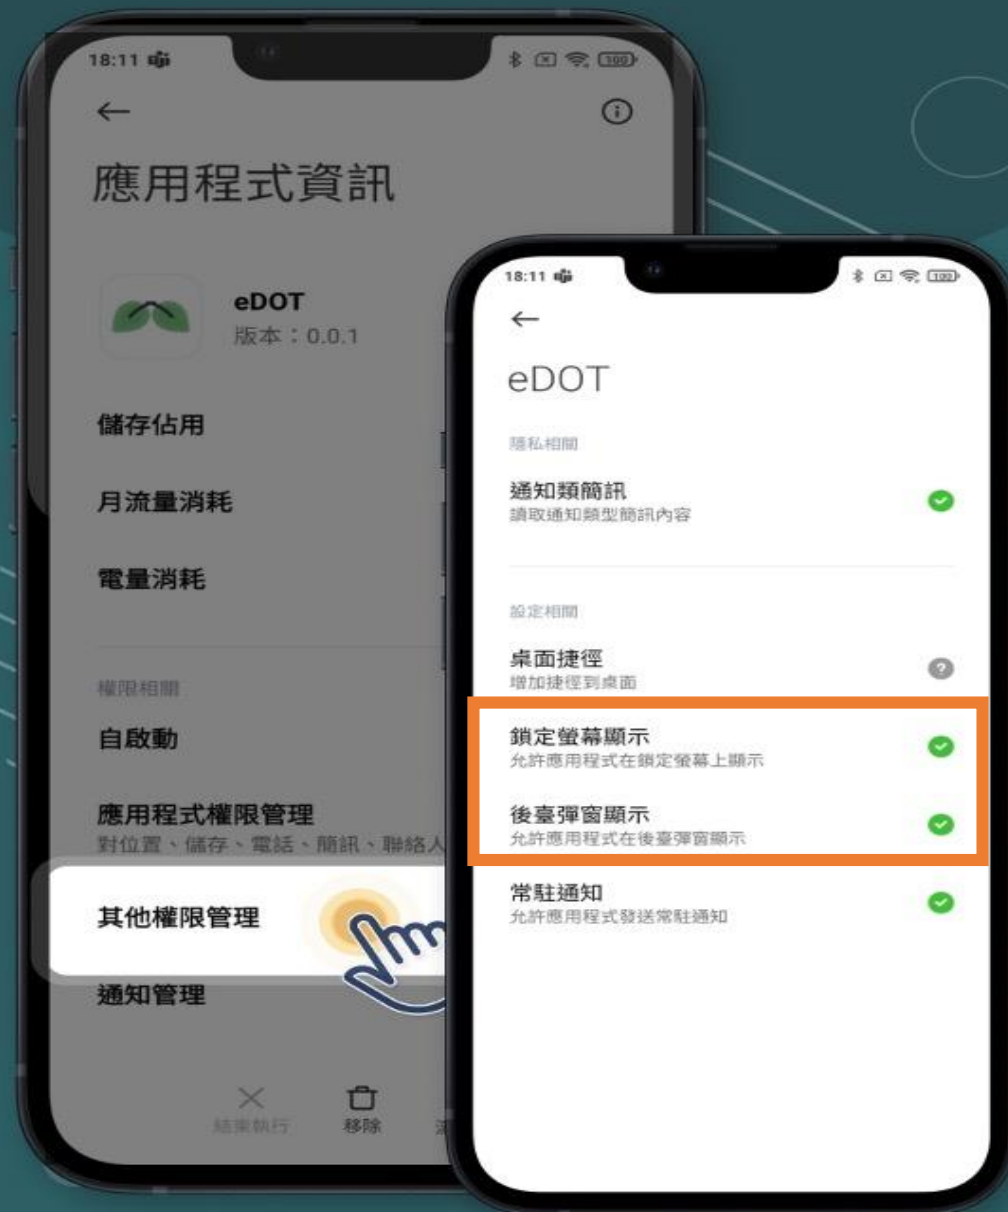 18:11
100
應用程式資訊
eDOT
版本：0.0.1
儲存佔用
月流量消耗
電量消耗
權限相關
自啟動
應用程式權限管理
對位置、儲存、電話、簡訊、聯絡人
其他權限管理
通知管理
結束執行
移除
18:11
100
eDOT
隱私相關
通知類簡訊
讀取通知類型簡訊內容
設定相關
桌面捷徑
增加捷徑到桌面
鎖定螢幕顯示
允許應用程式在鎖定螢幕上顯示
後臺彈窗顯示
允許應用程式在後臺彈窗顯示
常駐通知
允許應用程式發送常駐通知